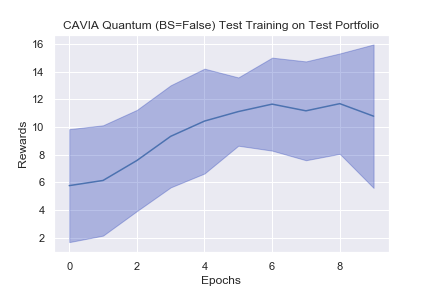 CAVIA Quantum (BS=False) Test Training on Test Portfolio
16
14
12
10
8
6
4
2
Rewards
0 2 4 6 8
Epochs